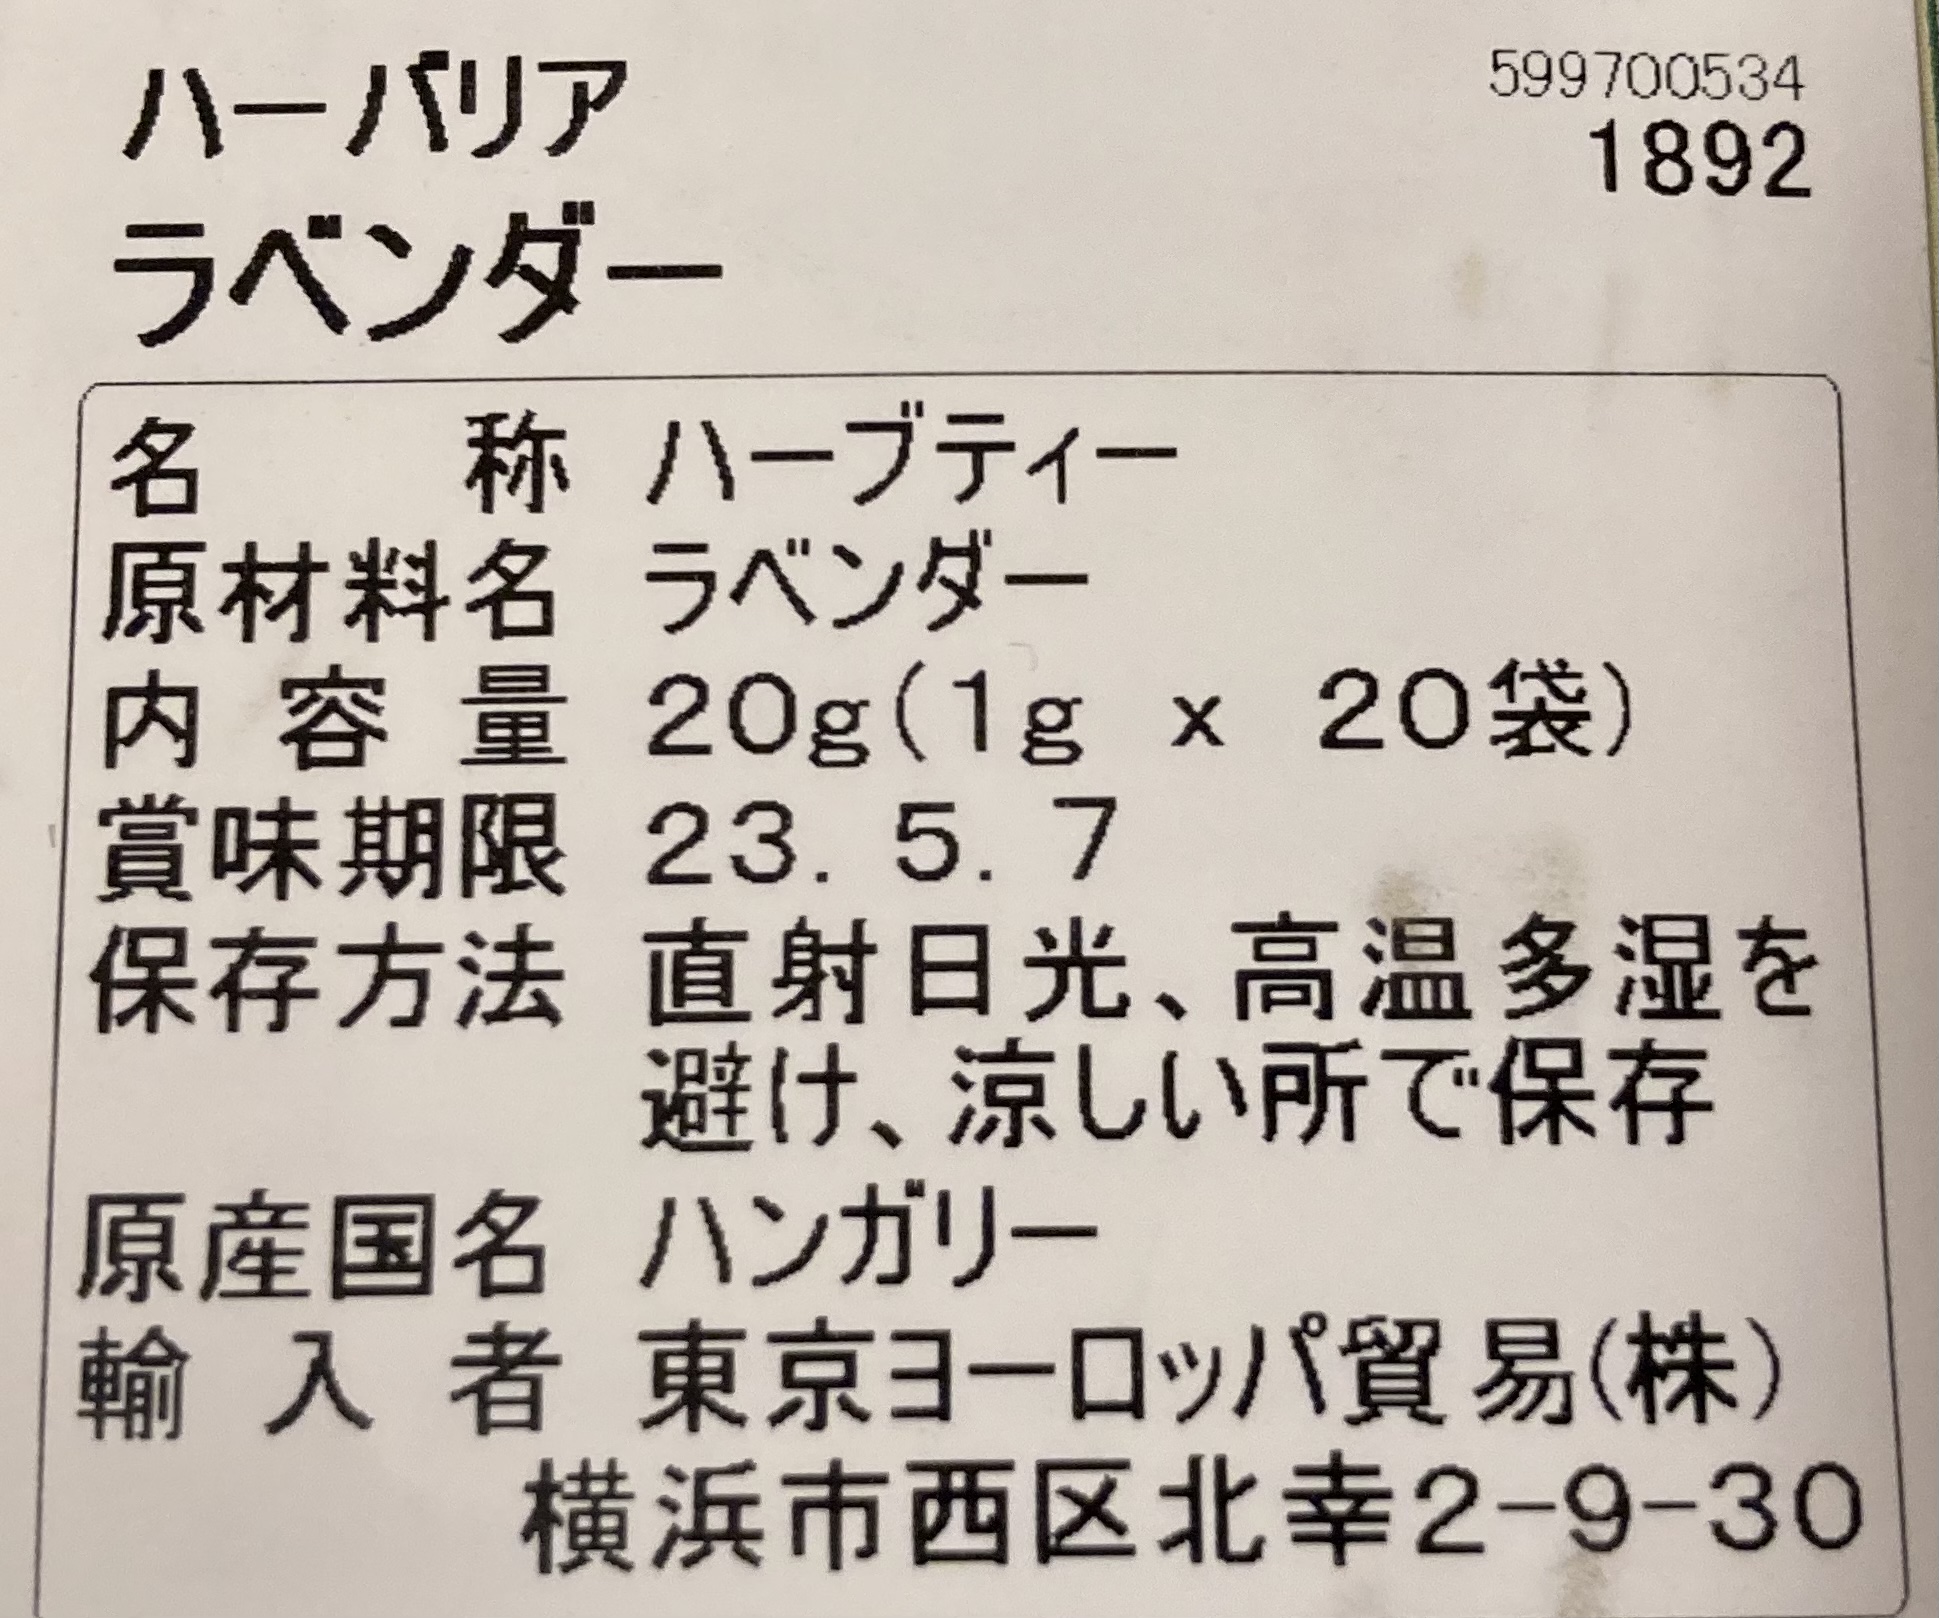 ハーバリア
599700534
1892
ラベンダー
名称 ハーブティー
原材料名 ラベンダー
内容量 20g(1g x 20袋)
賞味期限 23. 5. 7
保存方法 直射日光、高温多湿を
避け、涼しい所で保存
原産国名 ハンガリー
輸入者 東京ヨーロッパ貿易(株)
横浜市西区北幸2-9-30